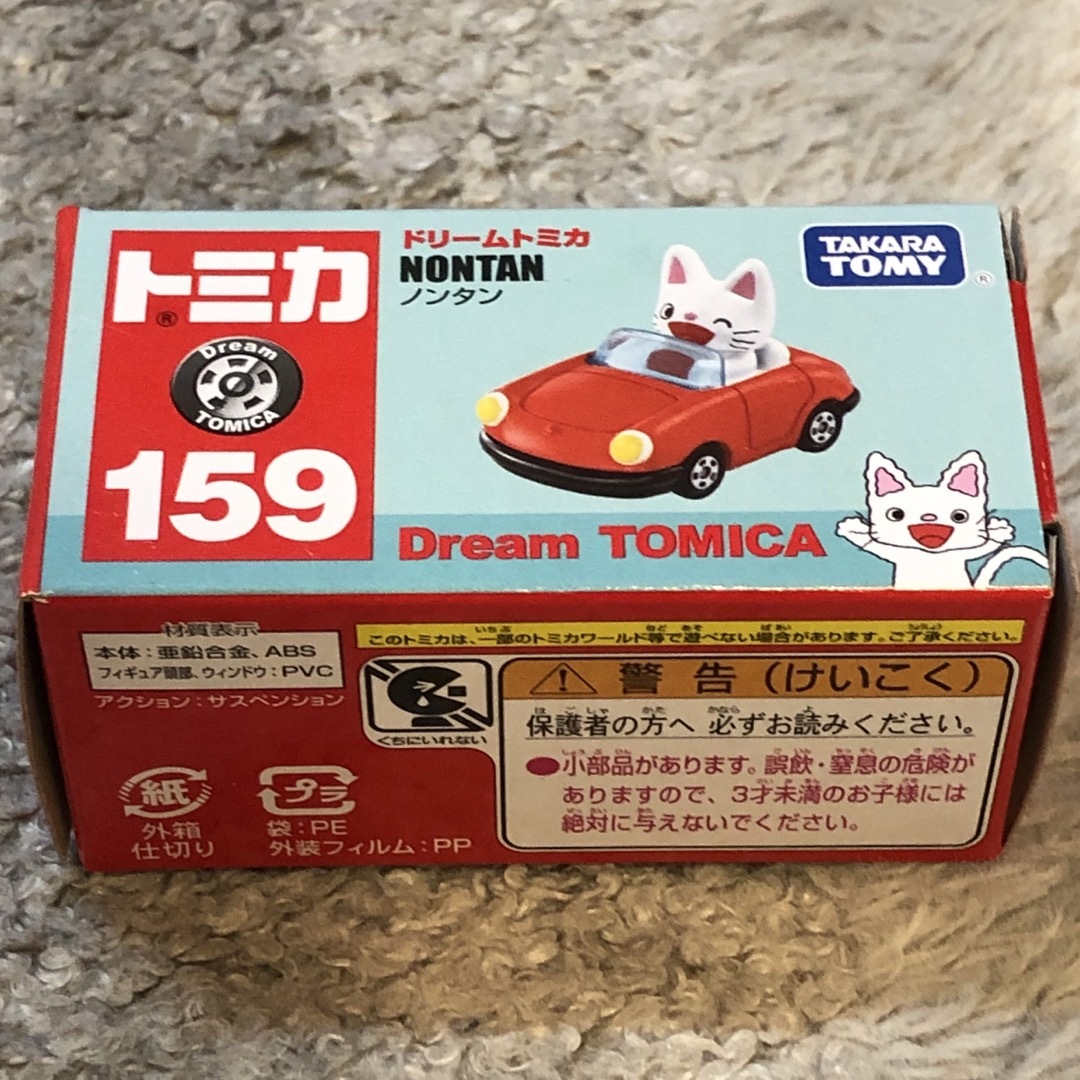 トミカ
®
Dream
TOMICA
159
ドリームトミカ
NONTAN
ノンタン
TAKARA
TOMY
®
Dream TOMICA
材質表示
本体：亜鉛合金、ABS
フィギュア頭部、ウィンドウ：PVC
アクション：サスペンション
紙
外箱
仕切り
プラ
袋：PE
外装フィルム：PP
このトミカは、一部のトミカワールド等で遊べない場合があります。ご了承ください。
くちにいれない
警告（けいこく）
保護者の方へ 必ずお読みください。
●小部品があります。誤飲・窒息の危険が
ありますので、3才未満のお子様には
絶対に与えないでください。